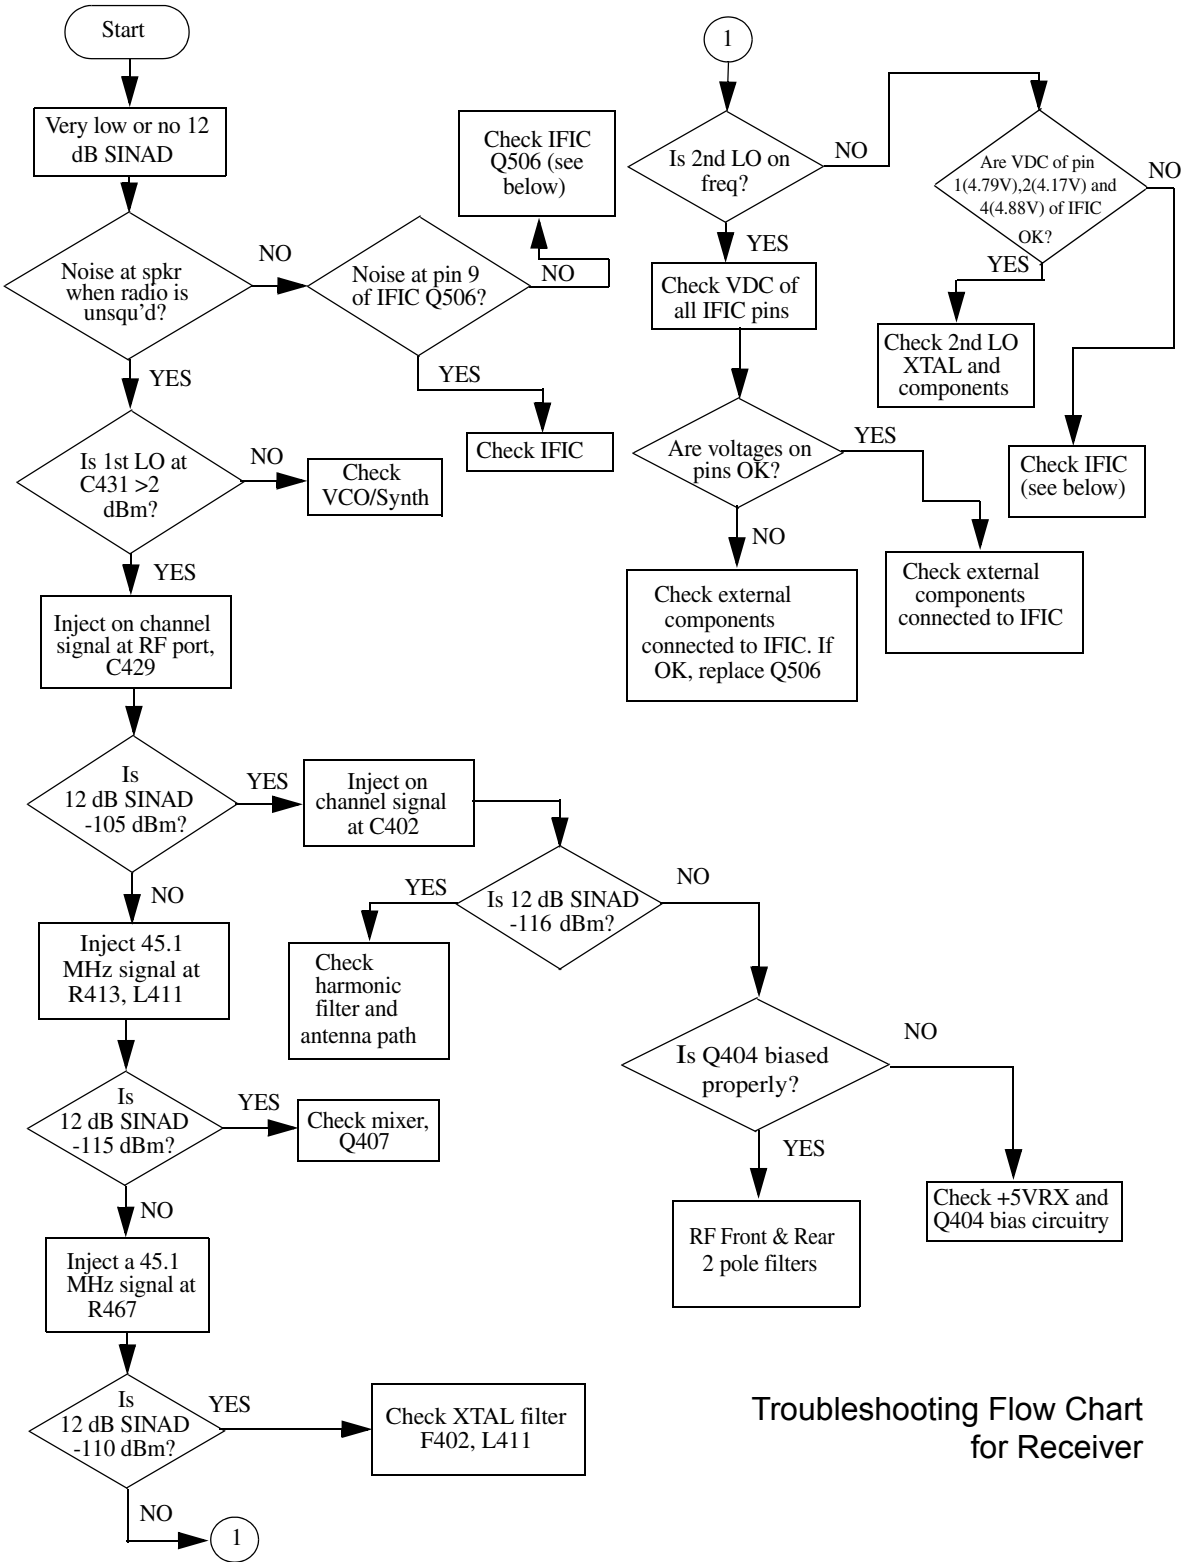 Start
Very low or no 12
dB SINAD
Noise at spkr
when radio is
unsqu’d?
NO
YES
Noise at pin 9
of IFIC Q506?
NO
Check IFIC
Q506 (see
below)
YES
Check IFIC
Is 1st LO at
C431 >2
dBm?
NO
Check
VCO/Synth
YES
Inject on channel
signal at RF port,
C429
Is
12 dB SINAD
-105 dBm?
YES
Inject on
channel signal
at C402
NO
Is 12 dB SINAD
-116 dBm?
YES
Check
harmonic
filter and
antenna path
NO
Is Q404 biased
properly?
NO
Check +5VRX and
Q404 bias circuitry
YES
RF Front & Rear
2 pole filters
Inject 45.1
MHz signal at
R413, L411
Is
12 dB SINAD
-115 dBm?
YES
Check mixer,
Q407
NO
Inject a 45.1
MHz signal at
R467
Is
12 dB SINAD
-110 dBm?
YES
Check XTAL filter
F402, L411
NO
1
1
Is 2nd LO on
freq?
NO
Are VDC of pin
1(4.79V),2(4.17V) and
4(4.88V) of IFIC
OK?
NO
YES
Check 2nd LO
XTAL and
components
Check IFIC
(see below)
YES
Check VDC of
all IFIC pins
Are voltages on
pins OK?
YES
Check external
components
connected to IFIC
NO
Check external
components
connected to IFIC. If
OK, replace Q506
Troubleshooting Flow Chart
for Receiver